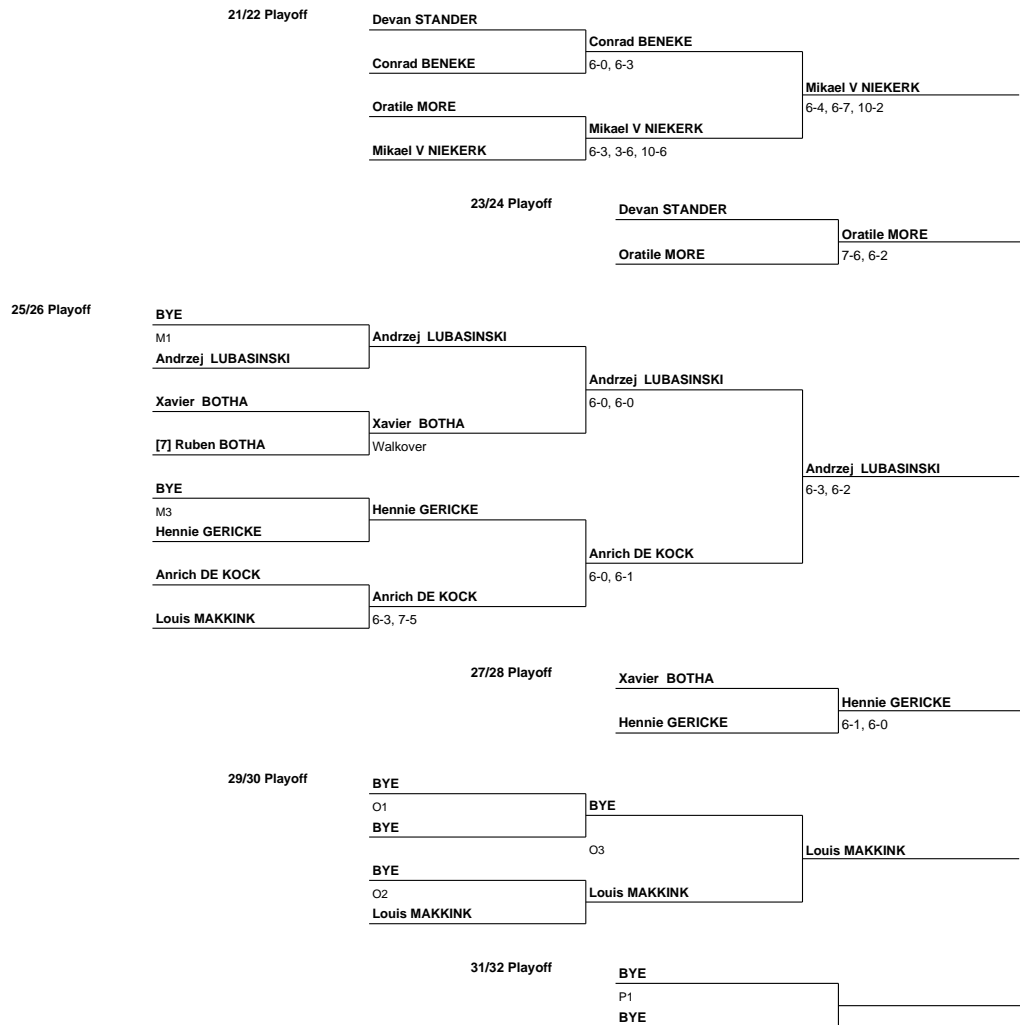 21/22 Playoff
Devan STANDER
Conrad BENEKE
Conrad BENEKE
6-0, 6-3
Mikael V NIEKERK
6-4, 6-7, 10-2
Oratile MORE
Mikael V NIEKERK
Mikael V NIEKERK
6-3, 3-6, 10-6
23/24 Playoff
Devan STANDER
Oratile MORE
Oratile MORE
7-6, 6-2
25/26 Playoff
BYE
M1
Andrzej LUBASINSKI
Andrzej LUBASINSKI
Andrzej LUBASINSKI
6-0, 6-0
Xavier BOTHA
Xavier BOTHA
[7] Ruben BOTHA
Walkover
Andrzej LUBASINSKI
6-3, 6-2
BYE
M3
Hennie GERICKE
Hennie GERICKE
Anrich DE KOCK
6-0, 6-1
Anrich DE KOCK
Anrich DE KOCK
Louis MAKKINK
6-3, 7-5
27/28 Playoff
Xavier BOTHA
Hennie GERICKE
Hennie GERICKE
6-1, 6-0
29/30 Playoff
BYE
O1
BYE
BYE
O3
Louis MAKKINK
BYE
O2
Louis MAKKINK
Louis MAKKINK
31/32 Playoff
BYE
P1
BYE